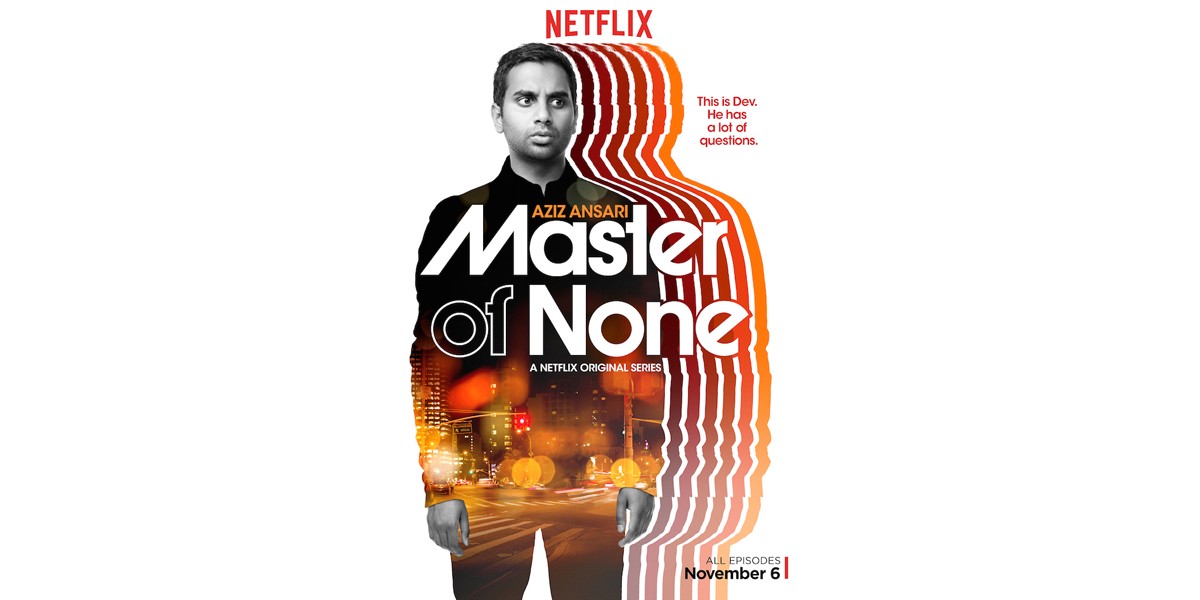 NETFLIX
This is Dev.
He has
a lot of
questions.
AZIZ ANSARI
Master
of None
A NETFLIX ORIGINAL SERIES
ALL EPISODES
November 6